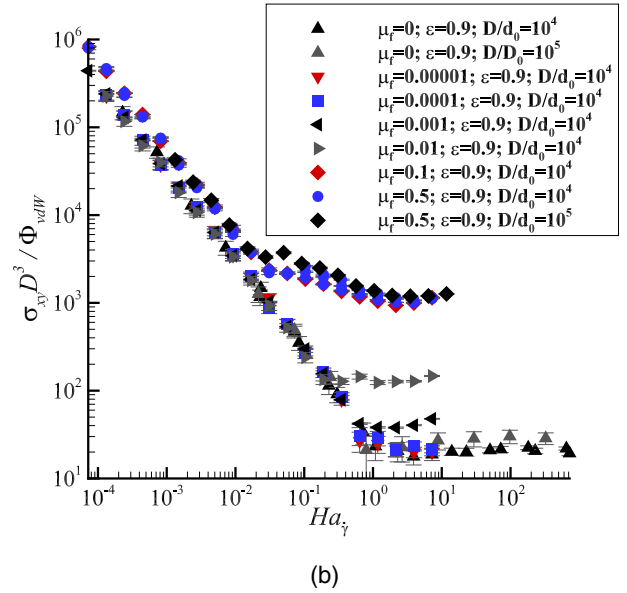 μf=0; ε=0.9; D/d0=10^4
μf=0; ε=0.9; D/D0=10^5
μf=0.00001; ε=0.9; D/d0=10^4
μf=0.0001; ε=0.9; D/d0=10^4
μf=0.001; ε=0.9; D/d0=10^4
μf=0.01; ε=0.9; D/d0=10^4
μf=0.1; ε=0.9; D/d0=10^4
μf=0.5; ε=0.9; D/d0=10^4
μf=0.5; ε=0.9; D/d0=10^5
10^6
10^5
10^4
10^3
10^2
10^1
σxyD^3 / ΦvdW
10^-4 10^-3 10^-2 10^-1 10^0 10^1 10^2
Haγ̇
(b)